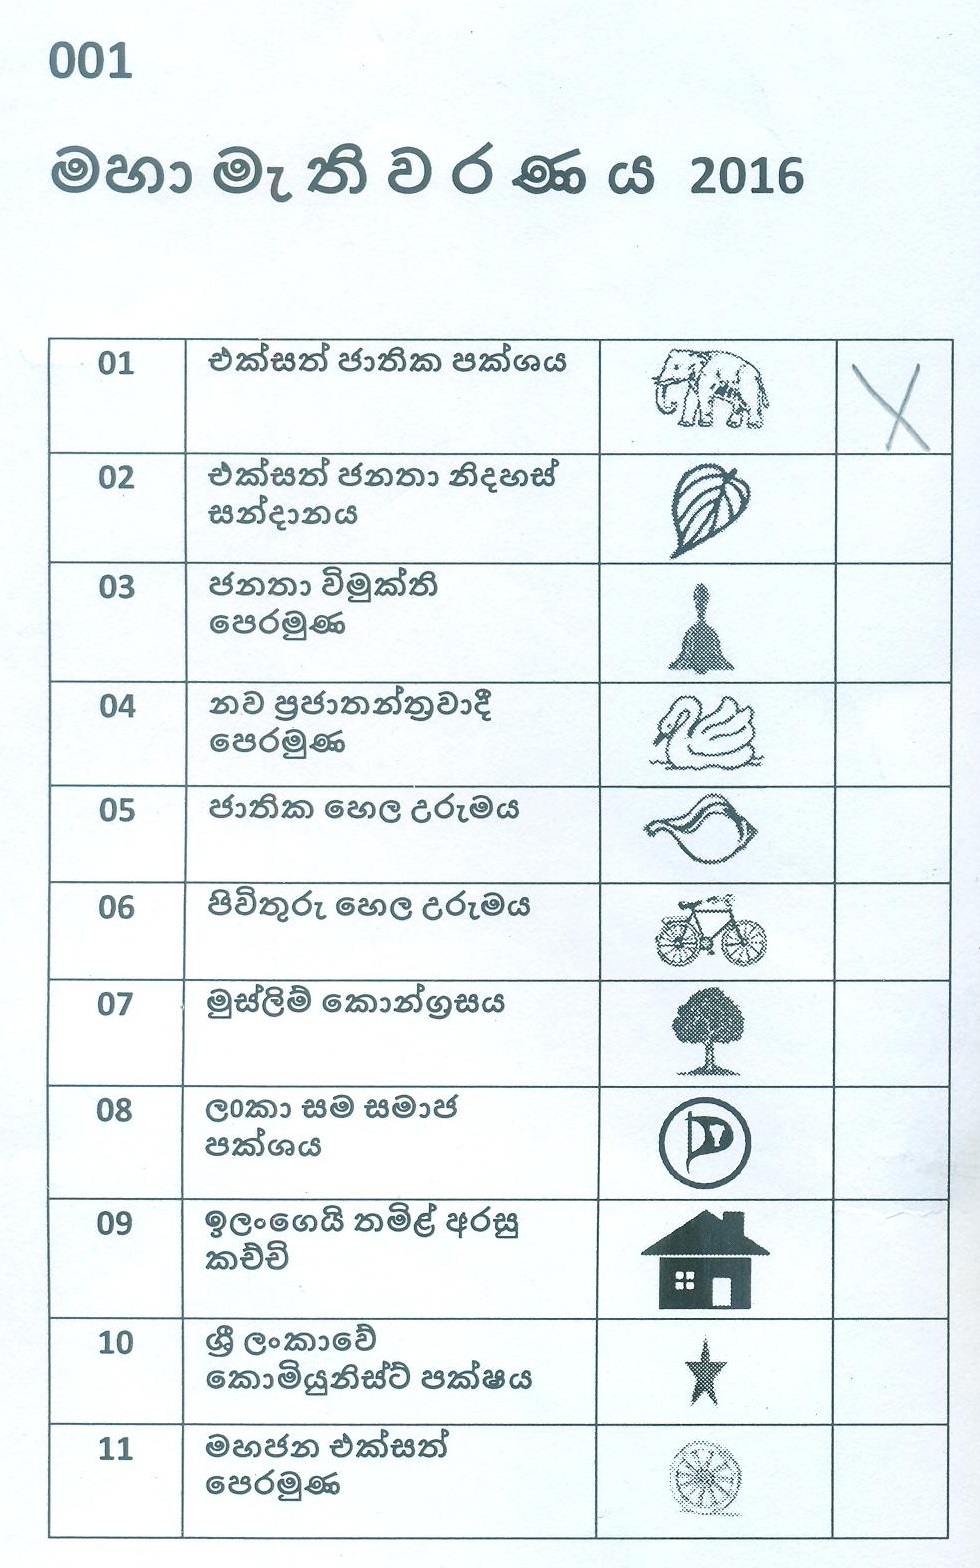 001
මහා මැ ති ව ර ණ ය 2016
01 එක්සත් ජාතික පක්ශය X
02 එක්සත් ජනතා නිදහස්
සන්දානය
03 ජනතා විමුක්ති
පෙරමුණ
04 නව ප්‍රජාතන්ත්‍රවාදී
පෙරමුණ
05 ජාතික හෙල උරුමය
06 පිවිතුරු හෙල උරුමය
07 මුස්ලිම් කොන්ග්‍රසය
08 ල0කා සම සමාජ
පක්ශය
09 ඉලංගෙයි තමිළ් අරසු
කච්චි
10 ශ්‍රී ලංකාවේ
කොමියුනිස්ට් පක්ෂය
11 මහජන එක්සත්
පෙරමුණ